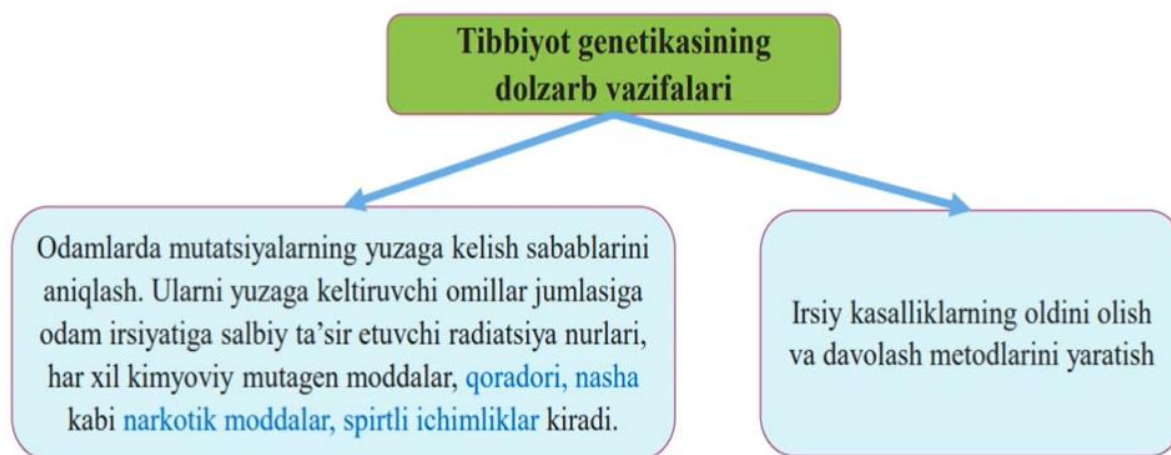 Tibbiyot genetikasining
dolzarb vazifalari
Odamlarda mutatsiyalarning yuzaga kelish sabablarini
aniqlash. Ularni yuzaga keltiruvchi omillar jumlasiga
odam irsiyatiga salbiy ta’sir etuvchi radiatsiya nurlari,
har xil kimyoviy mutagen moddalar, qoradori, nasha
kabi narkotik moddalar, spirtli ichimliklar kiradi.
Irsiy kasalliklarning oldini olish
va davolash metodlarini yaratish